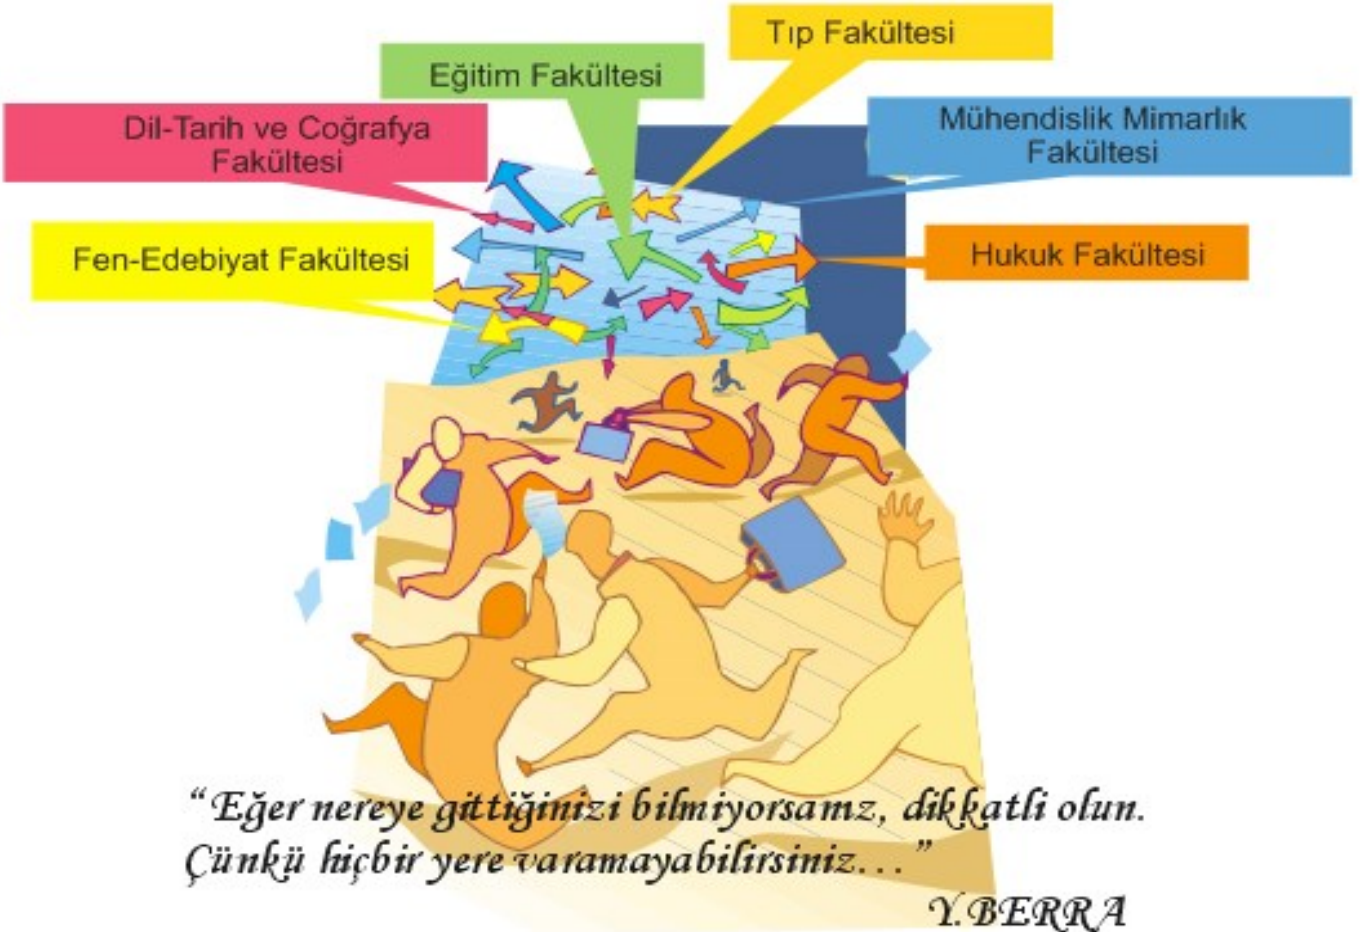 Tıp Fakültesi
Eğitim Fakültesi
Dil-Tarih ve Coğrafya
Fakültesi
Mühendislik Mimarlık
Fakültesi
Fen-Edebiyat Fakültesi
Hukuk Fakültesi
“Eğer nereye gittiğinizi bilmiyorsanız, dikkatli olun.
Çünkü hiçbir yere varamayabilirsiniz...”
Y.BERRA